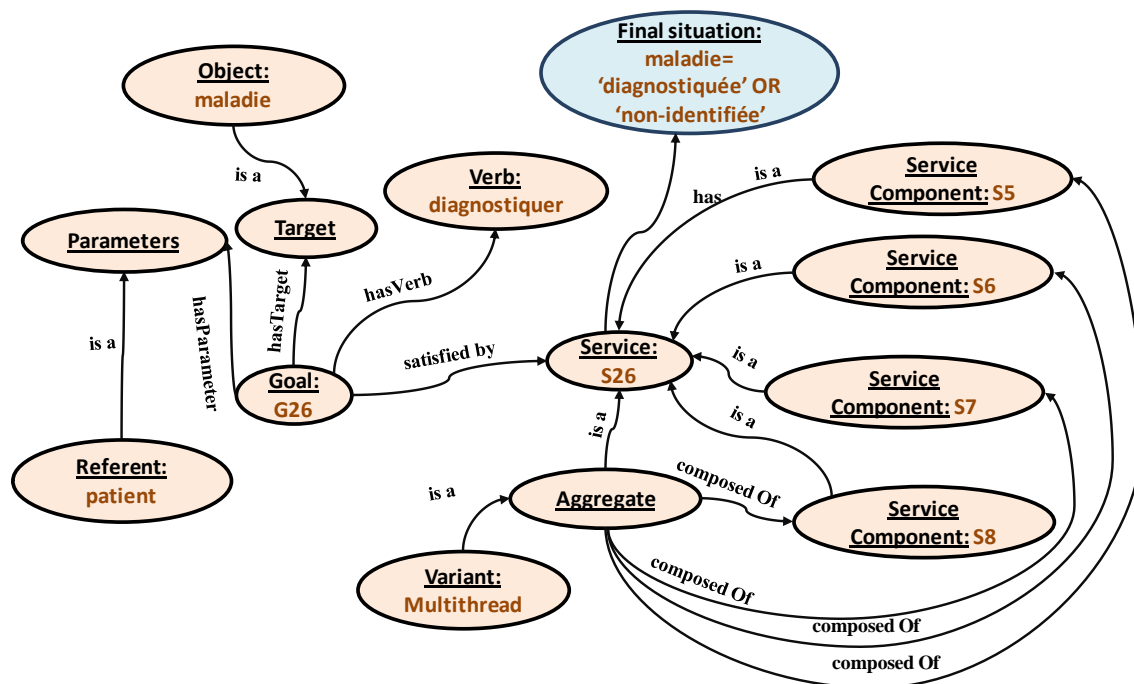 Final situation:
maladie=
‘diagnostiquée’ OR
‘non-identifiée’
Object:
maladie
is a
Verb:
diagnostiquer
Service
Component: S5
is a
has
Parameters
Target
Service
Component: S6
is a
hasVerb
hasTarget
hasParameter
is a
satisfied by
Service:
S26
Goal:
G26
is a
Service
Component: S7
is a
is a
Referent:
patient
is a
Aggregate
composed Of
Service
Component: S8
Variant:
Multithread
composed Of
composed Of
composed Of